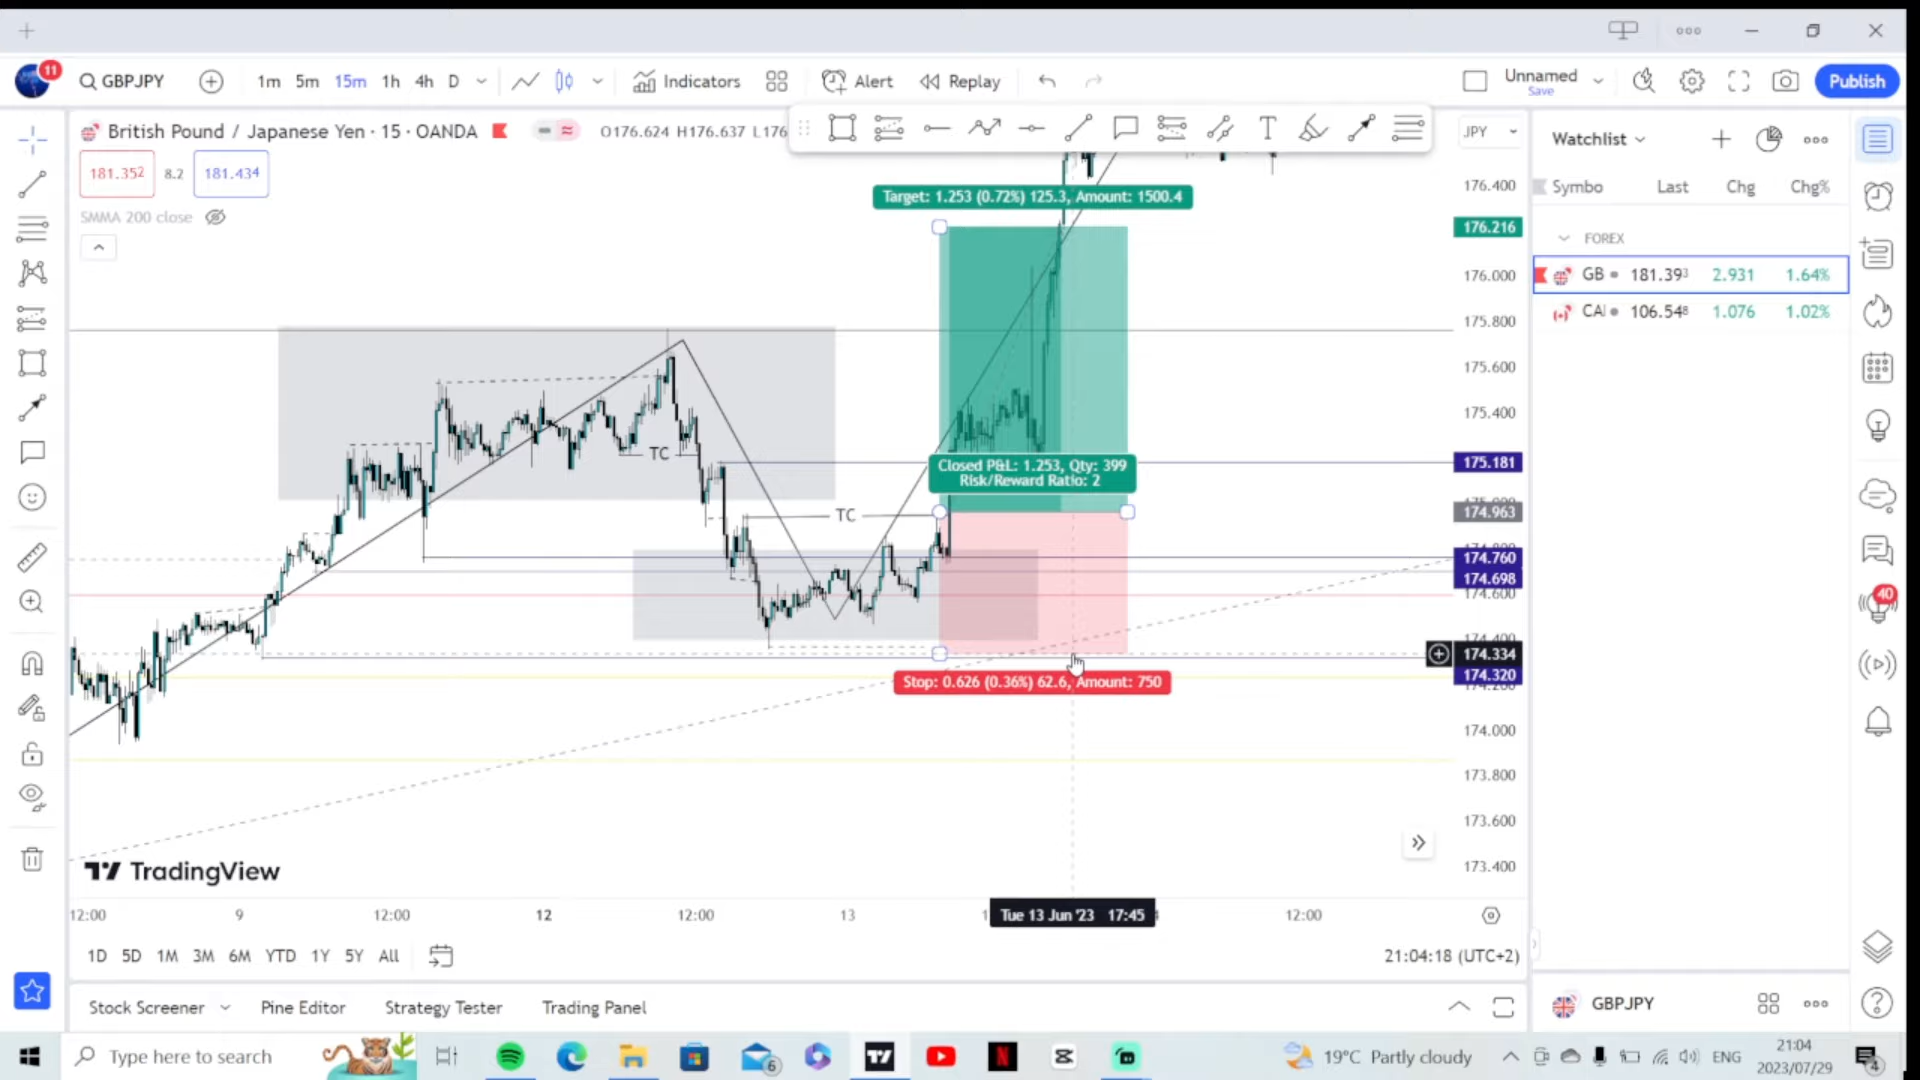 11
GBPJPY
1m 5m 15m 1h 4h D
Indicators
Alert
Replay
Unnamed
Save
Publish
British Pound / Japanese Yen · 15 · OANDA
O176.624 H176.637 L176
JPY
181.352
8.2
181.434
SMMA 200 close
Target: 1.253 (0.72%) 125.3, Amount: 1500.4
Closed P&L: 1.253, Qty: 399
Risk/Reward Ratio: 2
Stop: 0.626 (0.36%) 62.6, Amount: 750
TC
TC
176.400
176.216
176.000
175.800
175.600
175.400
175.181
174.963
174.760
174.698
174.600
174.400
174.334
174.320
174.000
173.800
173.600
173.400
TradingView
12:00 9 12:00 12 12:00 13
Tue 13 Jun '23 17:45
12:00
1D 5D 1M 3M 6M YTD 1Y 5Y All
21:04:18 (UTC+2)
Stock Screener
Pine Editor
Strategy Tester
Trading Panel
Watchlist
Symbo Last Chg Chg%
FOREX
GB 181.393 2.931 1.64%
CAI 106.548 1.076 1.02%
40
GBPJPY
Type here to search
6
19°C Partly cloudy
ENG
21:04
2023/07/29
4